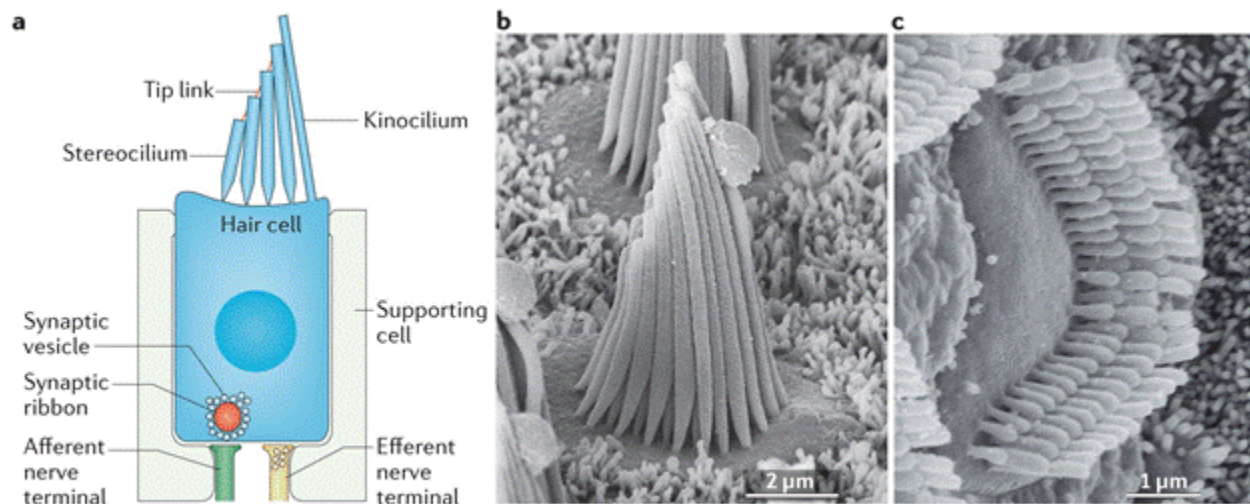 a
Tip link
Kinocilium
Stereocilium
Hair cell
Synaptic
vesicle
Supporting
cell
Synaptic
ribbon
Afferent
nerve
terminal
Efferent
nerve
terminal
b
2 µm
c
1 µm